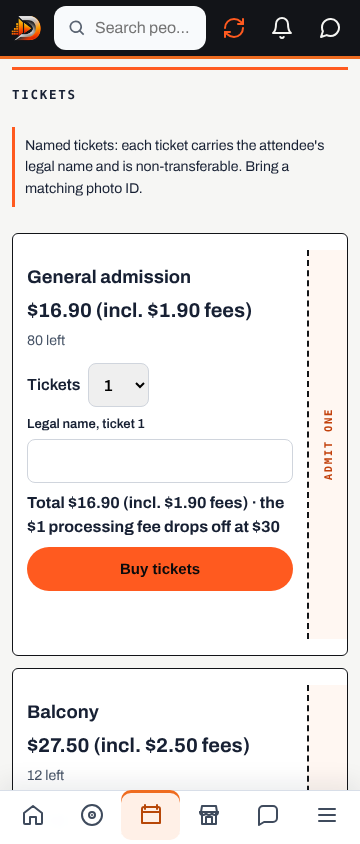 Search peo...
TICKETS
Named tickets: each ticket carries the attendee's
legal name and is non-transferable. Bring a
matching photo ID.
General admission
$16.90 (incl. $1.90 fees)
80 left
Tickets 1
Legal name, ticket 1
Total $16.90 (incl. $1.90 fees) · the
$1 processing fee drops off at $30
Buy tickets
ADMIT ONE
Balcony
$27.50 (incl. $2.50 fees)
12 left